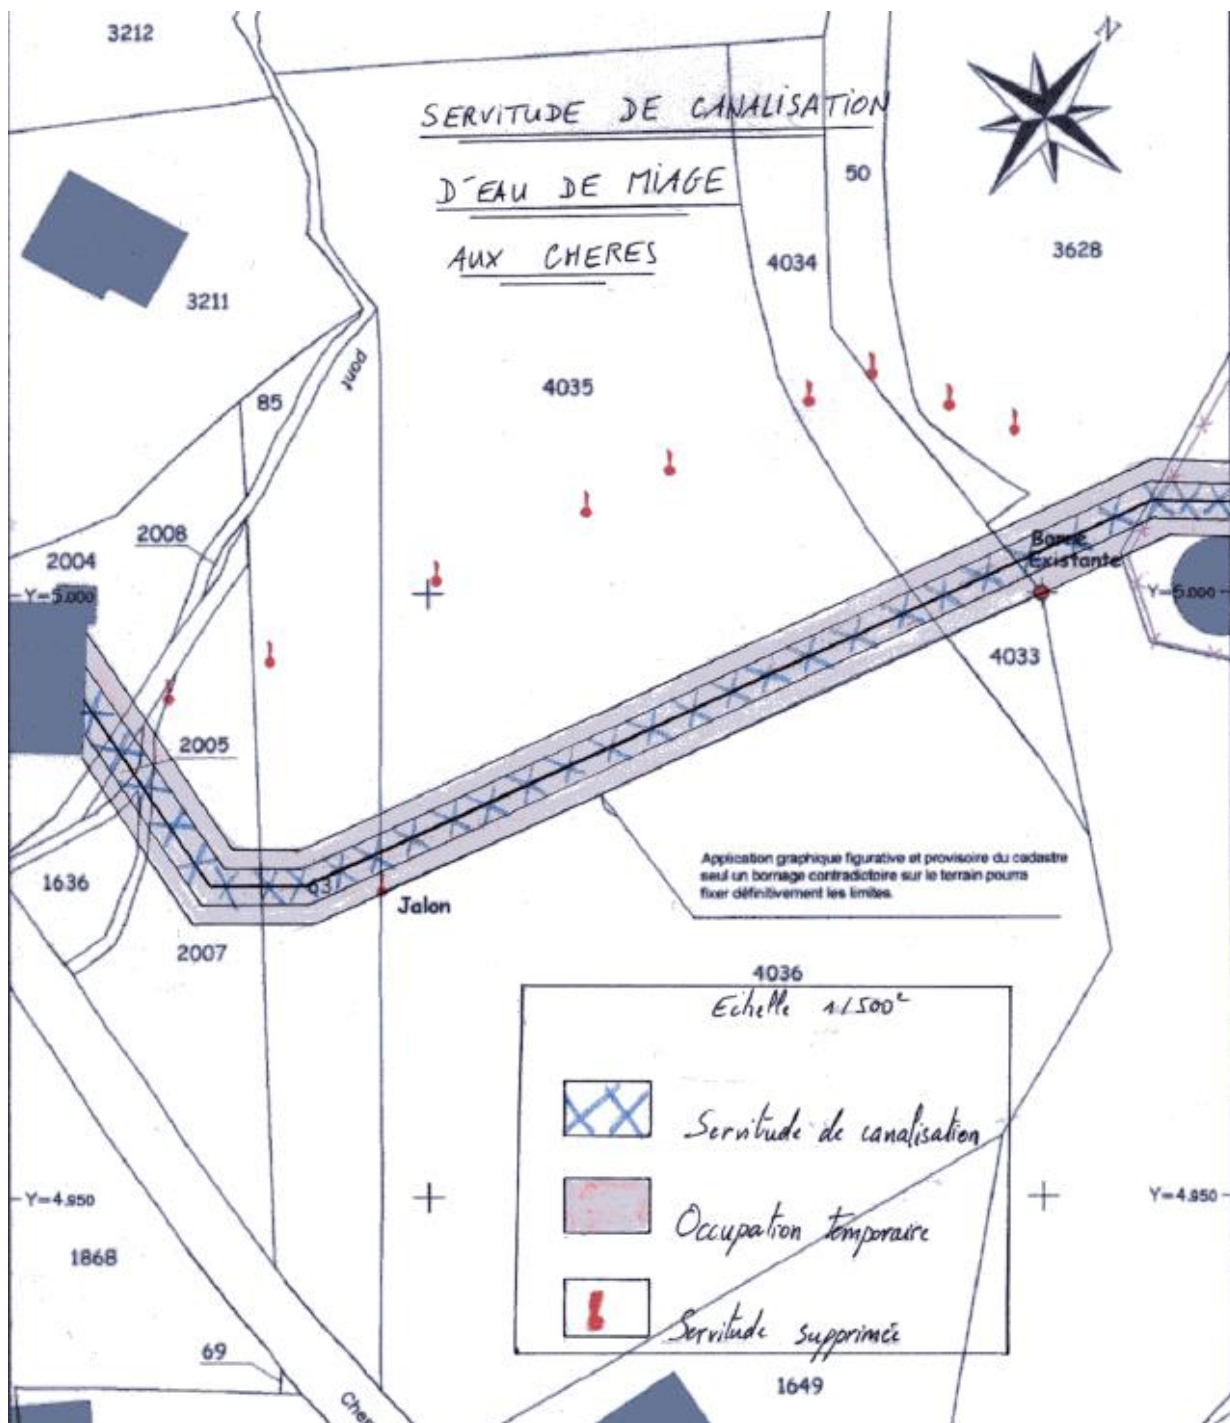 3212
N
SERVITUDE DE CANALISATION
D'EAU DE MIAGE
AUX CHERES
50
4034
3628
3211
pont
4035
85
2008
2004
Y=5.000
Borne
Existante
Y=5.000
4033
2005
Application graphique figurative et provisoire du cadastre
seul un bornage contradictoire sur le terrain pourra
fixer définitivement les limites.
1636
63
Jalon
2007
4036
Echelle 1/500e
Servitude de canalisation
Y=4.950
Y=4.950
Occupation temporaire
1868
Servitude supprimée
69
1649